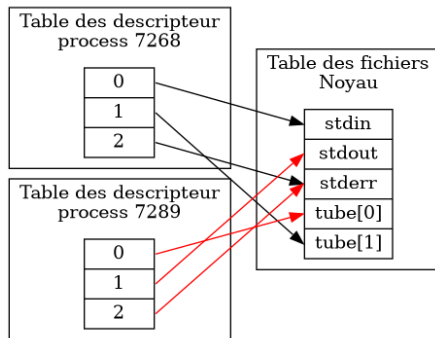 Table des descripteur
process 7268
0
1
2
Table des descripteur
process 7289
0
1
2
Table des fichiers
Noyau
stdin
stdout
stderr
tube[0]
tube[1]